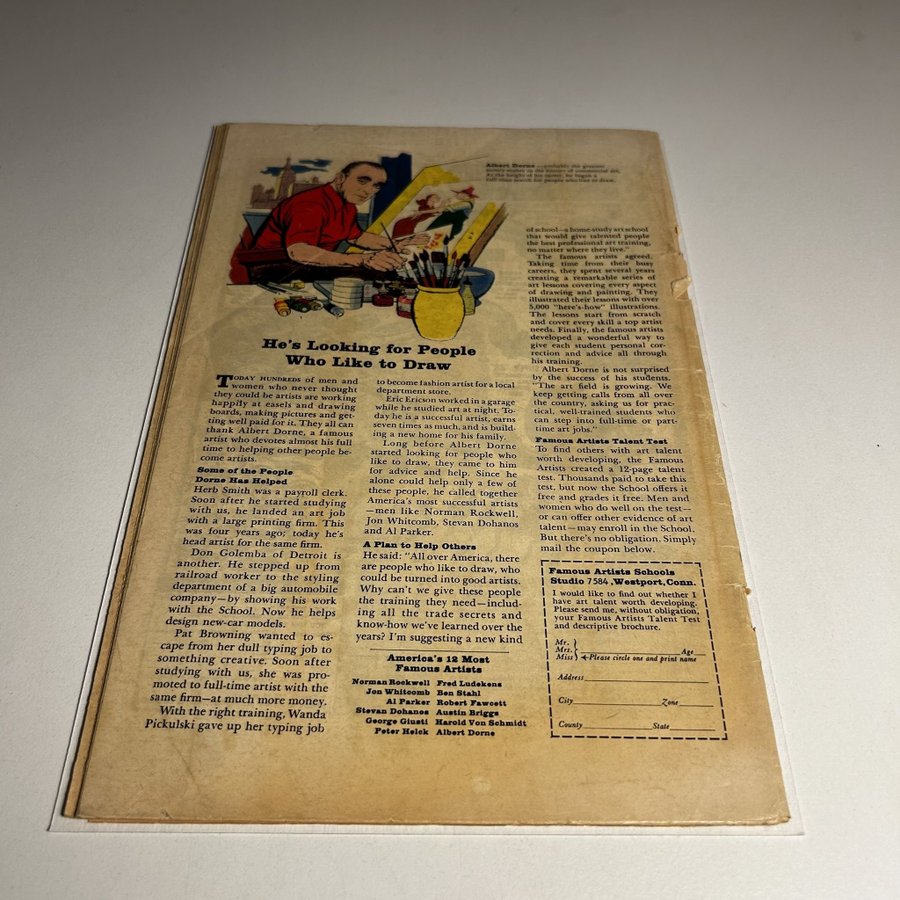 Albert Dorne—probably the greatest
success maker in the history of commercial art.
At the height of his career, he began a
full-time search for people who like to draw.
He's Looking for People
Who Like to Draw
TODAY HUNDREDS of men and
women who never thought
they could be artists are working
happily at easels and drawing
boards, making pictures and get-
ting well paid for it. They all can
thank Albert Dorne, a famous
artist who devotes almost his full
time to helping other people be-
come artists.
Some of the People
Dorne Has Helped
Herb Smith was a payroll clerk.
Soon after he started studying
with us, he landed an art job
with a large printing firm. This
was four years ago; today he's
head artist for the same firm.
Don Golemba of Detroit is
another. He stepped up from
railroad worker to the styling
department of a big automobile
company—by showing his work
with the School. Now he helps
design new-car models.
Pat Browning wanted to es-
cape from her dull typing job to
something creative. Soon after
studying with us, she was pro-
moted to full-time artist with the
same firm—at much more money.
With the right training, Wanda
Pickulski gave up her typing job
to become fashion artist for a local
department store.
Eric Ericson worked in a garage
while he studied art at night. To-
day he is a successful artist, earns
seven times as much, and is build-
ing a new home for his family.
Long before Albert Dorne
started looking for people who
like to draw, they came to him
for advice and help. Since he
alone could help only a few of
these people, he called together
America's most successful artists
—men like Norman Rockwell,
Jon Whitcomb, Stevan Dohanos
and Al Parker.
A Plan to Help Others
He said: "All over America, there
are people who like to draw, who
could be turned into good artists.
Why can't we give these people
the training they need—includ-
ing all the trade secrets and
know-how we've learned over the
years? I'm suggesting a new kind
America's 12 Most
Famous Artists
Norman Rockwell Fred Ludekens
Jon Whitcomb Ben Stahl
Al Parker Robert Fawcett
Stevan Dohanos Austin Briggs
George Giusti Harold Von Schmidt
Peter Helck Albert Dorne
of school—a home-study art school
that would give talented people
the best professional art training,
no matter where they live."
The famous artists agreed.
Taking time from their busy
careers, they spent several years
creating a remarkable series of
art lessons covering every aspect
of drawing and painting. They
illustrated their lessons with over
5,000 "here's-how" illustrations.
The lessons start from scratch
and cover every skill a top artist
needs. Finally, the famous artists
developed a wonderful way to
give each student personal cor-
rection and advice all through
his training.
Albert Dorne is not surprised
by the success of his students.
"The art field is growing. We
keep getting calls from all over
the country, asking us for prac-
tical, well-trained students who
can step into full-time or part-
time art jobs."
Famous Artists Talent Test
To find others with art talent
worth developing, the Famous
Artists created a 12-page talent
test. Thousands paid to take this
test, but now the School offers it
free and grades it free. Men and
women who do well on the test—
or can offer other evidence of art
talent—may enroll in the School.
But there's no obligation. Simply
mail the coupon below.
Famous Artists Schools
Studio 7584, Westport, Conn.
I would like to find out whether I
have art talent worth developing.
Please send me, without obligation,
your Famous Artists Talent Test
and descriptive brochure.
Mr.
Mrs. Age
Miss Please circle one and print name
Address
City Zone
County State